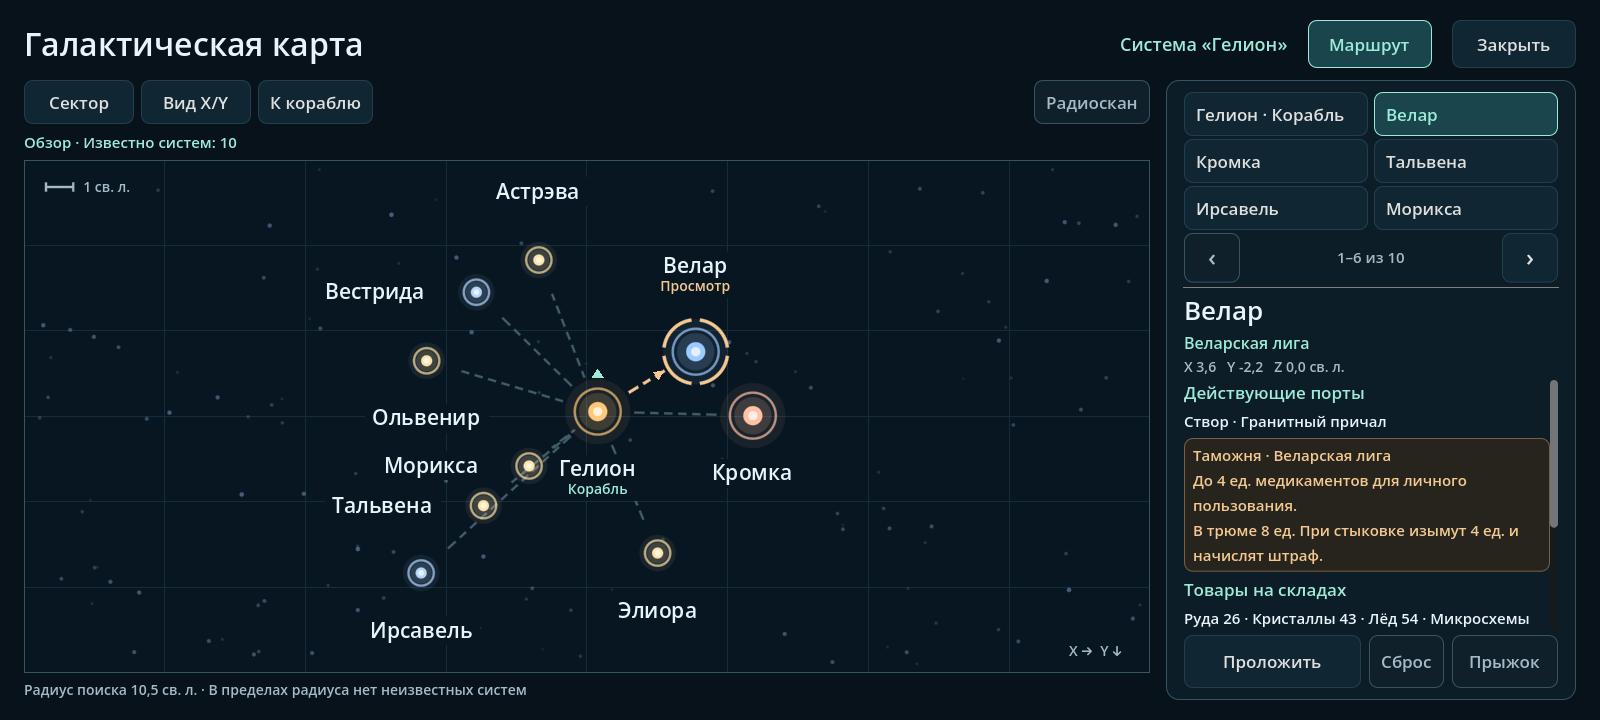 Галактическая карта
Система «Гелион»
Маршрут
Закрыть
Сектор
Вид X/Y
К кораблю
Радиоскан
Обзор · Известно систем: 10
1 св. л.
Астрэва
Велар
Просмотр
Вестрида
Ольвенир
Морикса
Гелион
Корабль
Кромка
Тальвена
Элиора
Ирсавель
X → Y ↓
Радиус поиска 10,5 св. л. · В пределах радиуса нет неизвестных систем
Гелион · Корабль
Велар
Кромка
Тальвена
Ирсавель
Морикса
‹
1–6 из 10
›
Велар
Веларская лига
X 3,6 Y -2,2 Z 0,0 св. л.
Действующие порты
Створ · Гранитный причал
Таможня · Веларская лига
До 4 ед. медикаментов для личного
пользования.
В трюме 8 ед. При стыковке изымут 4 ед. и
начислят штраф.
Товары на складах
Руда 26 · Кристаллы 43 · Лёд 54 · Микросхемы
Проложить
Сброс
Прыжок